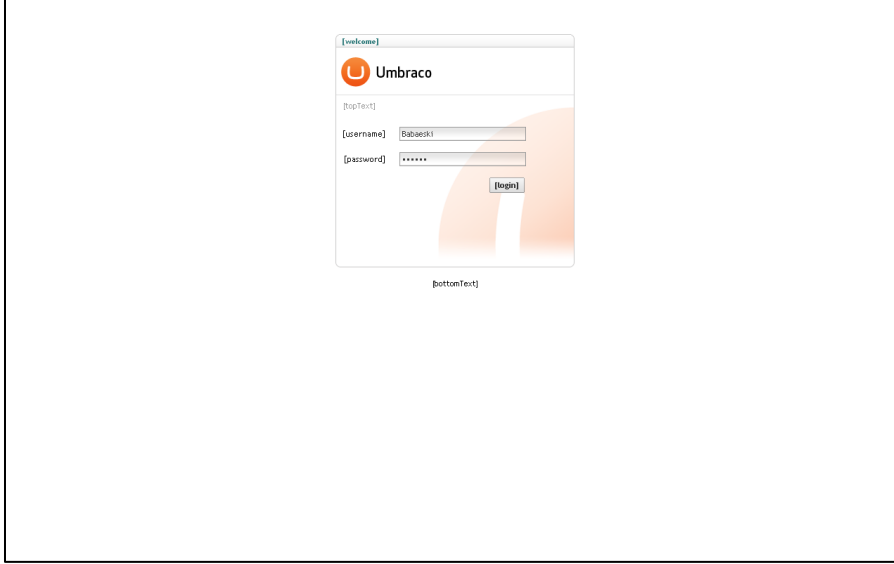 [welcome]
Umbraco
[topText]
[username] Babaeski
[password] ••••••
[login]
[bottomText]